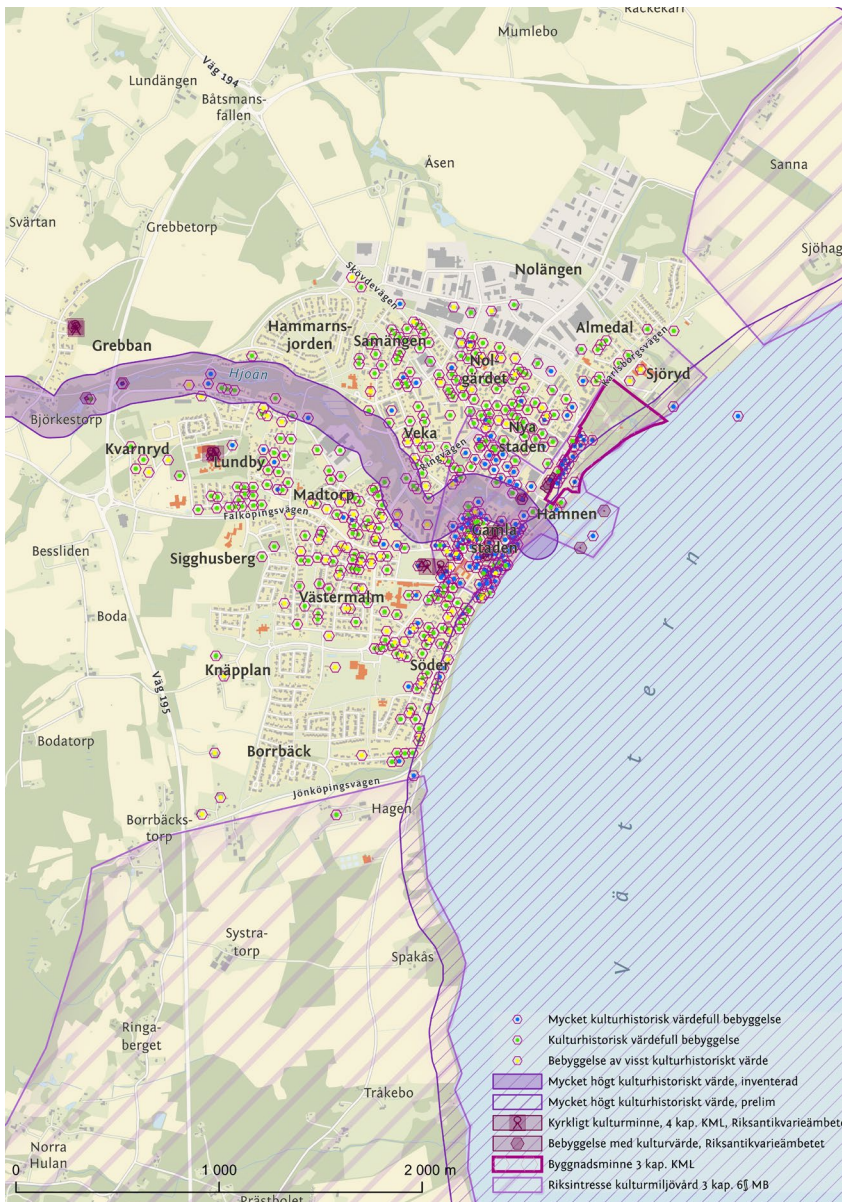 Räckekärr
Mumlebo
Väg 194
Lundängen
Båtsmans-
fallen
Åsen
Sanna
Svärtan
Grebbetorp
Sjöhag
Nolängen
Skövdevägen
Hammarns-
jorden
Almedal
Samängen
Karlsborgsvägen
Grebban
Nol-
gärdet
Sjöryd
Hjoån
Björkestorp
Veka
Nya
staden
Ringvägen
Kvarnryd
Lundby
Madtorp
Falköpingsvägen
Hamnen
Gamla
staden
Bessliden
Sigghusberg
Västermalm
Boda
Knäpplan
Söder
Väg 195
Bodatorp
Borrbäck
Jönköpingsvägen
Hagen
Borrbäcks-
torp
Vättern
Systra-
torp
Spakås
Ringa-
berget
Tråkebo
Norra
Hulan
Prästbolet
Mycket kulturhistorisk värdefull bebyggelse
Kulturhistorisk värdefull bebyggelse
Bebyggelse av visst kulturhistoriskt värde
Mycket högt kulturhistoriskt värde, inventerad
Mycket högt kulturhistoriskt värde, prelim
Kyrkligt kulturminne, 4 kap. KML, Riksantikvarieämbete
Bebyggelse med kulturvärde, Riksantikvarieämbetet
Byggnadsminne 3 kap. KML
Riksintresse kulturmiljövård 3 kap. 6§ MB
0 1 000 2 000 m